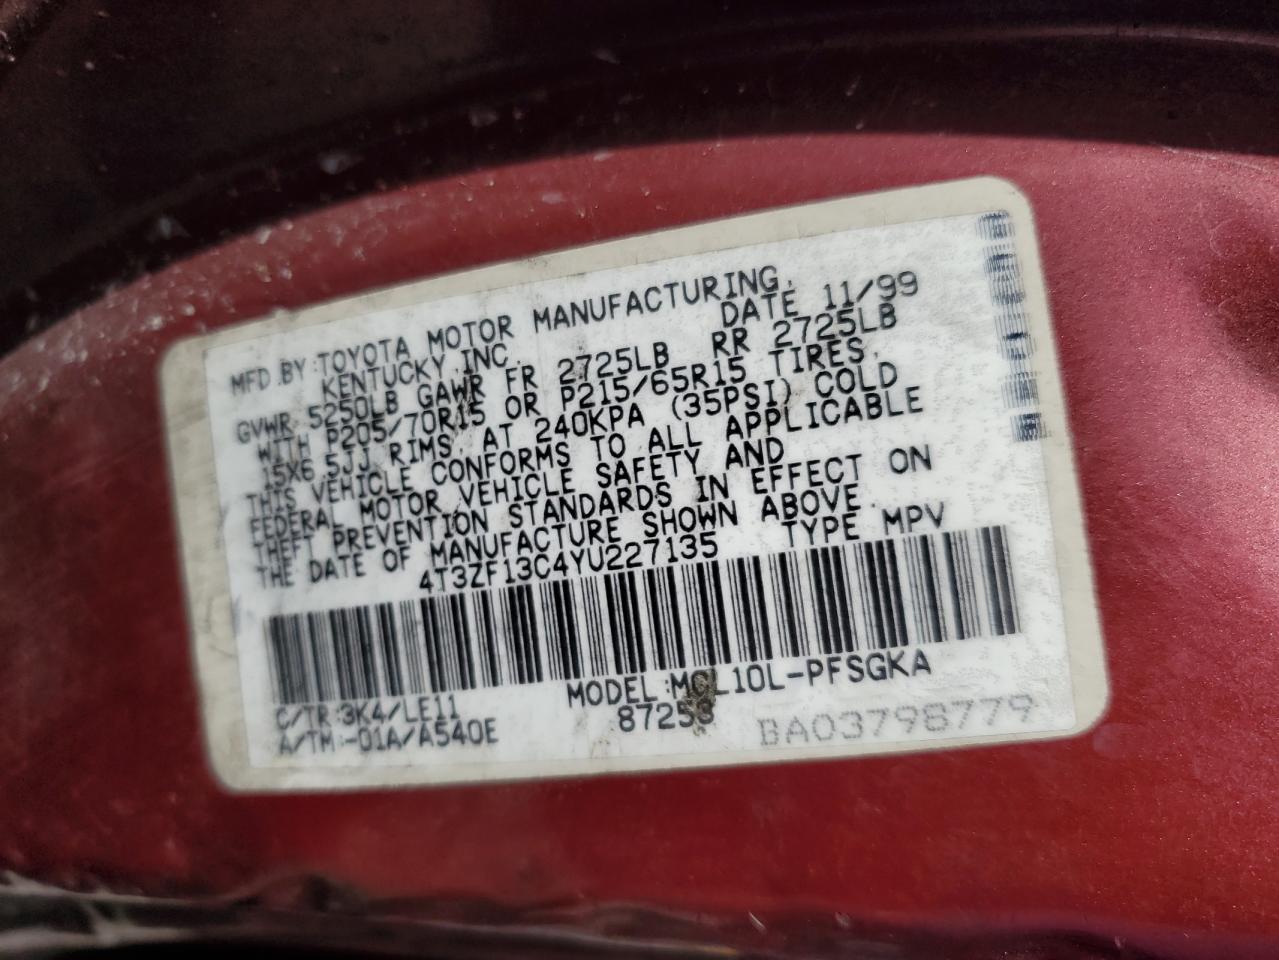 MFD.BY:TOYOTA MOTOR MANUFACTURING,
KENTUCKY,INC. DATE 11/99
GVWR 5250LB GAWR FR 2725LB RR 2725LB
WITH P205/70R15 OR P215/65R15 TIRES,
15X6.5JJ RIMS, AT 240KPA (35PSI) COLD
THIS VEHICLE CONFORMS TO ALL APPLICABLE
FEDERAL MOTOR VEHICLE SAFETY AND
THEFT PREVENTION STANDARDS IN EFFECT ON
THE DATE OF MANUFACTURE SHOWN ABOVE.
4T3ZF13C4YU227135 TYPE MPV
C/TR:3K4/LE11 MODEL:MCL10L-PFSGKA
A/TM:-01A/A540E 87253 BA03798779